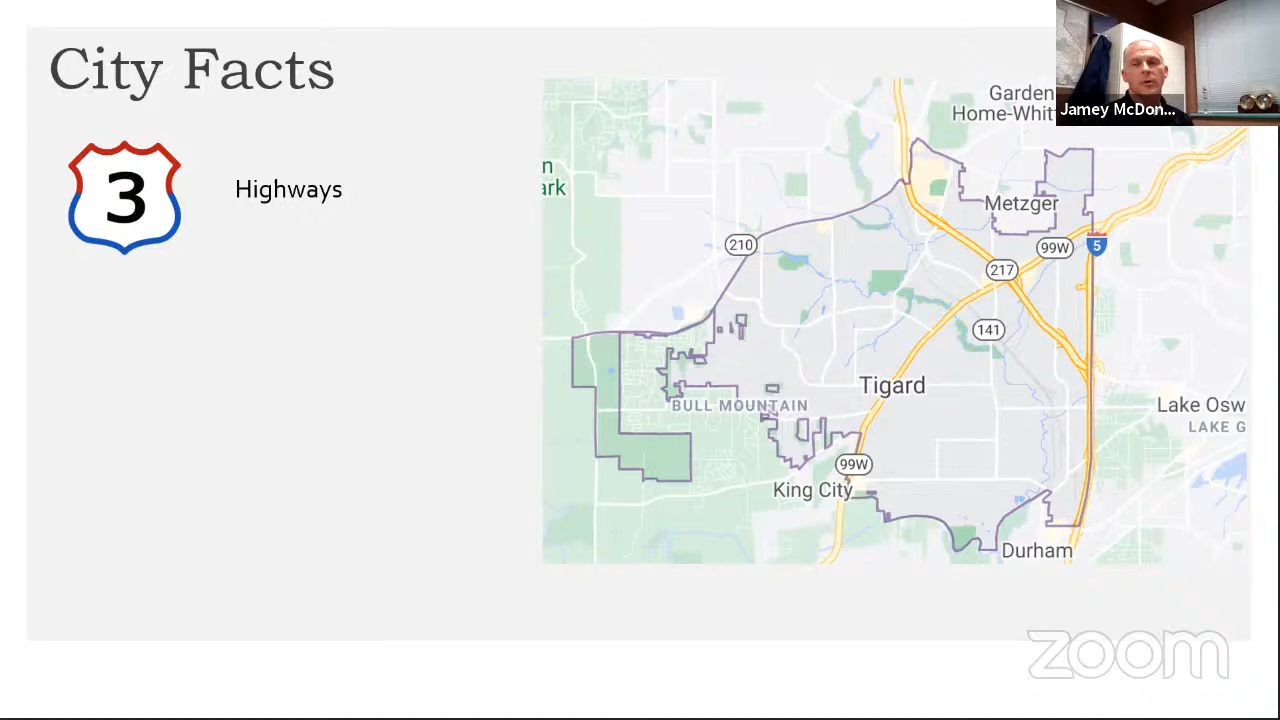 City Facts
3
Highways
Garden
Home-Whit
Jamey McDon...
n
ark
Metzger
210
99W
5
217
141
Tigard
BULL MOUNTAIN
Lake Osw
LAKE G
99W
King City
Durham
zoom